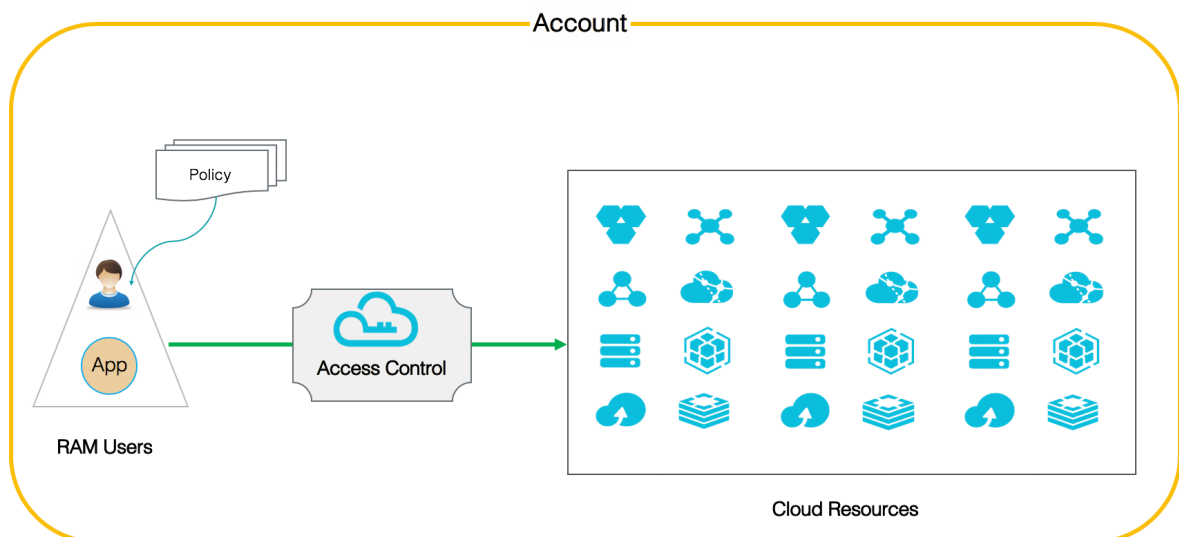 Account
Policy
App
Access Control
RAM Users
Cloud Resources